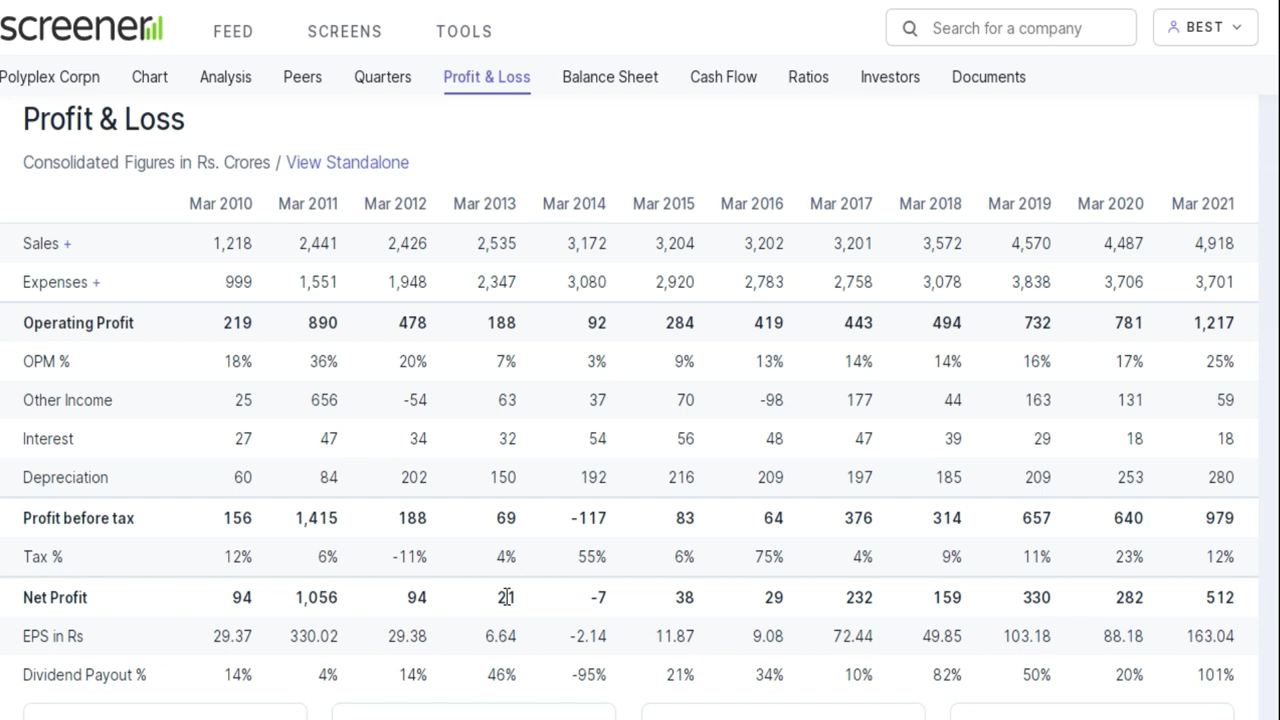 screener FEED SCREENS TOOLS Search for a company BEST
Polyplex Corpn Chart Analysis Peers Quarters Profit & Loss Balance Sheet Cash Flow Ratios Investors Documents
Profit & Loss
Consolidated Figures in Rs. Crores / View Standalone
Mar 2010 Mar 2011 Mar 2012 Mar 2013 Mar 2014 Mar 2015 Mar 2016 Mar 2017 Mar 2018 Mar 2019 Mar 2020 Mar 2021
Sales + 1,218 2,441 2,426 2,535 3,172 3,204 3,202 3,201 3,572 4,570 4,487 4,918
Expenses + 999 1,551 1,948 2,347 3,080 2,920 2,783 2,758 3,078 3,838 3,706 3,701
Operating Profit 219 890 478 188 92 284 419 443 494 732 781 1,217
OPM % 18% 36% 20% 7% 3% 9% 13% 14% 14% 16% 17% 25%
Other Income 25 656 -54 63 37 70 -98 177 44 163 131 59
Interest 27 47 34 32 54 56 48 47 39 29 18 18
Depreciation 60 84 202 150 192 216 209 197 185 209 253 280
Profit before tax 156 1,415 188 69 -117 83 64 376 314 657 640 979
Tax % 12% 6% -11% 4% 55% 6% 75% 4% 9% 11% 23% 12%
Net Profit 94 1,056 94 21 -7 38 29 232 159 330 282 512
EPS in Rs 29.37 330.02 29.38 6.64 -2.14 11.87 9.08 72.44 49.85 103.18 88.18 163.04
Dividend Payout % 14% 4% 14% 46% -95% 21% 34% 10% 82% 50% 20% 101%